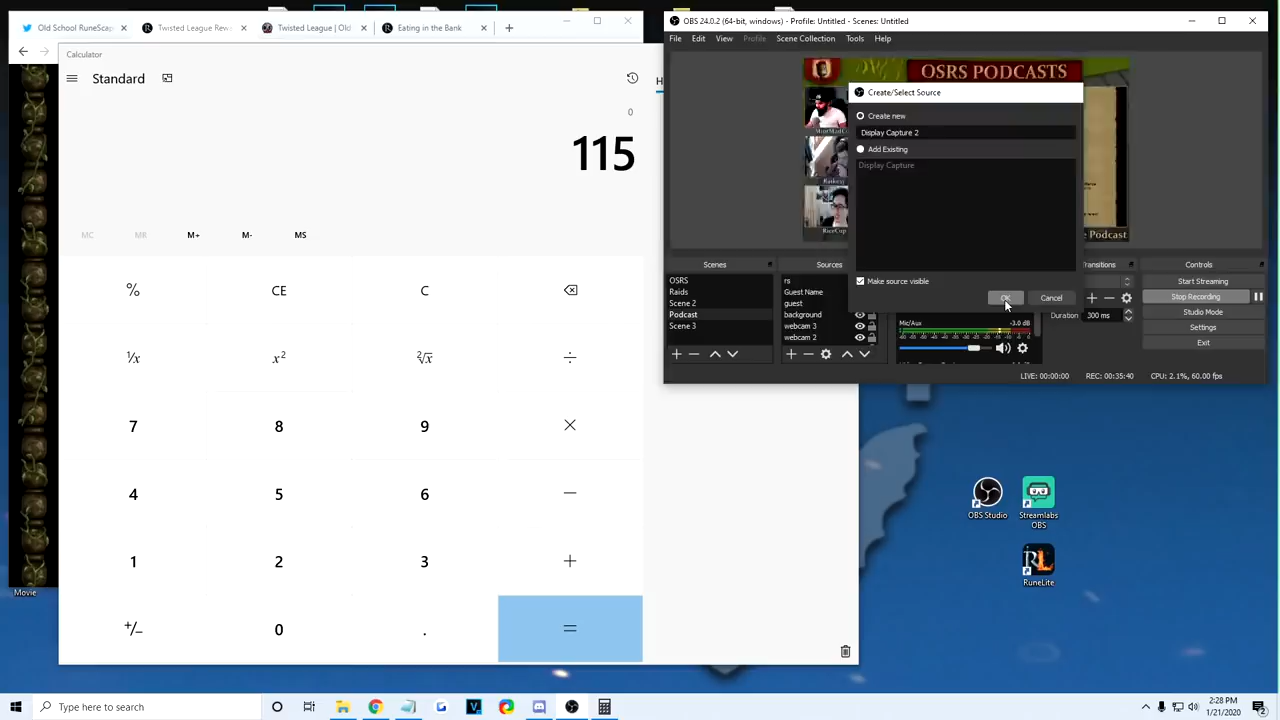 Old School RuneScap
Twisted League Rew
Twisted League | Old
Eating in the Bank
Calculator
Standard
0
115
MC
MR
M+
M-
MS
%
CE
C
¹/x
x²
²√x
÷
7
8
9
×
4
5
6
−
1
2
3
+
+/−
0
.
=
Movie
OBS 24.0.2 (64-bit, windows) - Profile: Untitled - Scenes: Untitled
File
Edit
View
Profile
Scene Collection
Tools
Help
OSRS PODCASTS
RiceCup
Podcast
Create/Select Source
Create new
Display Capture 2
Add Existing
Display Capture
Make source visible
OK
Cancel
Scenes
OSRS
Raids
Scene 2
Podcast
Scene 3
Sources
rs
Guest Name
guest
background
webcam 3
webcam 2
Mic/Aux
-3.0 dB
Duration
300 ms
Controls
Start Streaming
Stop Recording
Studio Mode
Settings
Exit
LIVE: 00:00:00
REC: 00:35:40
CPU: 2.1%, 60.00 fps
OBS Studio
Streamlabs
OBS
RuneLite
Type here to search
2:28 PM
1/21/2020
2